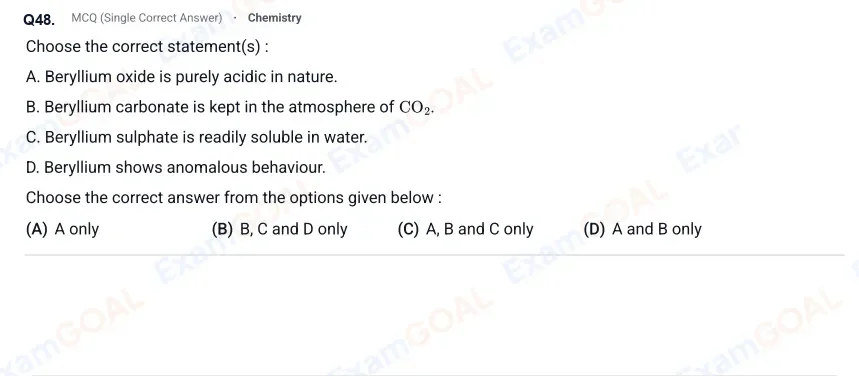 Q48. MCQ (Single Correct Answer) · Chemistry
Choose the correct statement(s) :
A. Beryllium oxide is purely acidic in nature.
B. Beryllium carbonate is kept in the atmosphere of CO₂.
C. Beryllium sulphate is readily soluble in water.
D. Beryllium shows anomalous behaviour.
Choose the correct answer from the options given below :
(A) A only (B) B, C and D only (C) A, B and C only (D) A and B only
ExamGOAL